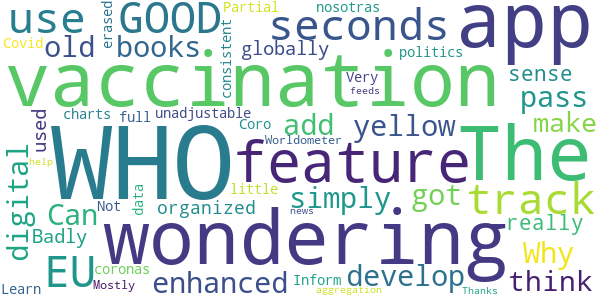 use GOOD seconds app
Partial nosotras
Covid old books erased globally politics
consistent
vaccination Very sense
feeds pass
charts full unadjustable
used WHO Coro add yellow make
Worldometer
digital feature The
help data little simply got track
Can Not organized news really
Badly wondering Why
EU coronas Inform develop think
Learn Mostly enhanced aggregation Thanks